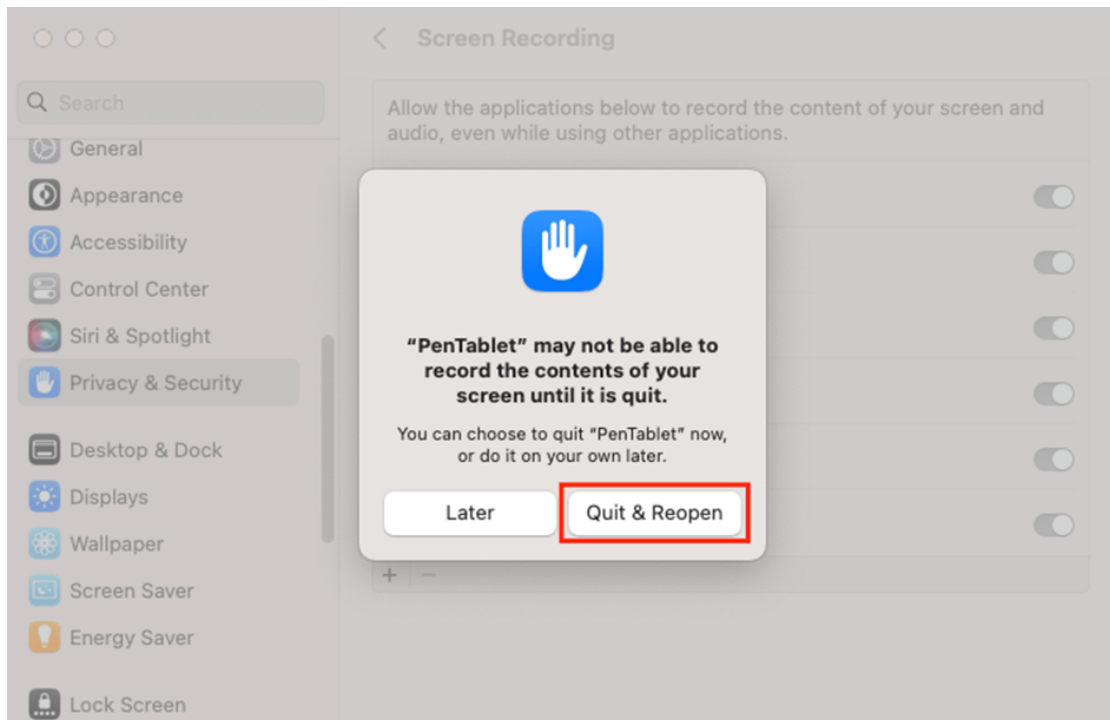 Screen Recording
Search
Allow the applications below to record the content of your screen and
audio, even while using other applications.
General
Appearance
Accessibility
Control Center
Siri & Spotlight
Privacy & Security
Desktop & Dock
Displays
Wallpaper
Screen Saver
Energy Saver
Lock Screen
“PenTablet” may not be able to
record the contents of your
screen until it is quit.
You can choose to quit “PenTablet” now,
or do it on your own later.
Later
Quit & Reopen